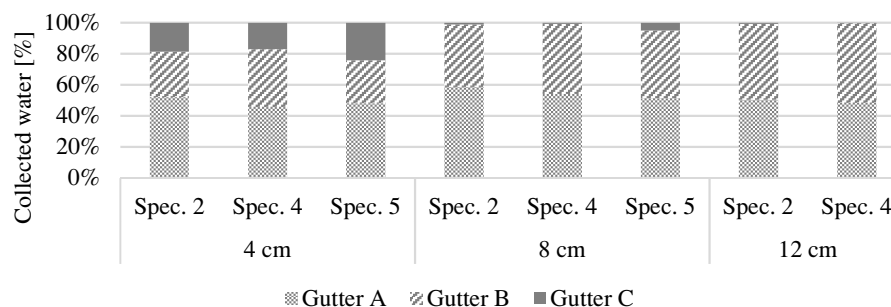 Collected water [%]
100%
80%
60%
40%
20%
0%
Spec. 2 Spec. 4 Spec. 5 Spec. 2 Spec. 4 Spec. 5 Spec. 2 Spec. 4
4 cm 8 cm 12 cm
Gutter A Gutter B Gutter C